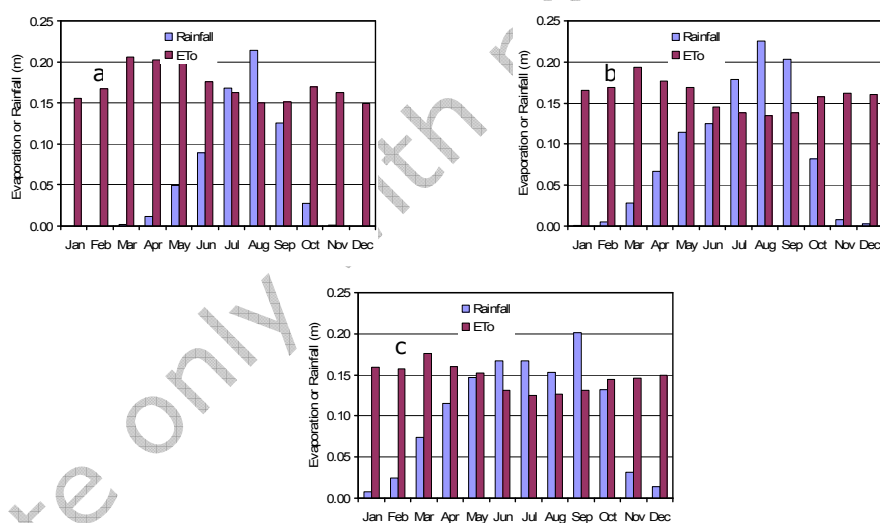 0.25
0.20
0.15
0.10
0.05
0.00
Evaporation or Rainfall (m)
Rainfall
ETo
a
Jan Feb Mar Apr May Jun Jul Aug Sep Oct Nov Dec
0.25
0.20
0.15
0.10
0.05
0.00
Evaporation or Rainfall (m)
Rainfall
ETo
b
Jan Feb Mar Apr May Jun Jul Aug Sep Oct Nov Dec
0.25
0.20
0.15
0.10
0.05
0.00
Evaporation or Rainfall (m)
Rainfall
ETo
c
Jan Feb Mar Apr May Jun Jul Aug Sep Oct Nov Dec
only with